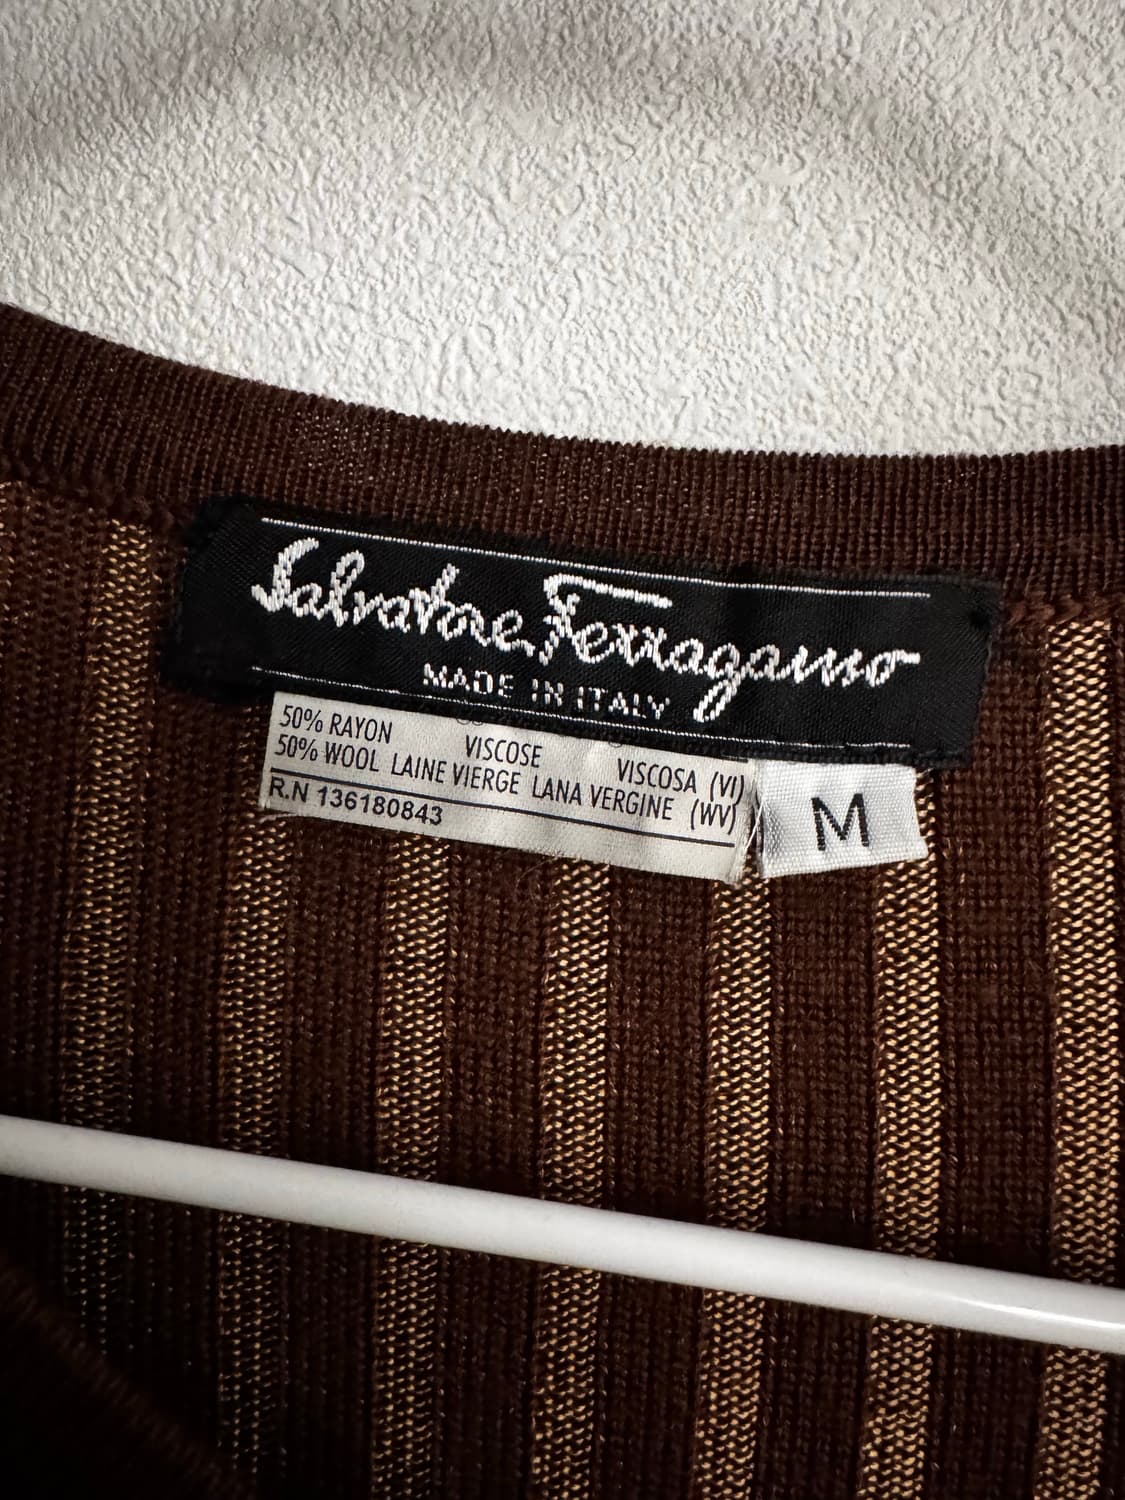 Salvatore Ferragamo
MADE IN ITALY
50% RAYON VISCOSE VISCOSA (VI)
50% WOOL LAINE VIERGE LANA VERGINE (WV)
R.N 136180843
M